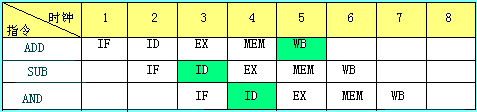 时钟 1 2 3 4 5 6 7 8
指令
ADD IF ID EX MEM WB
SUB IF ID EX MEM WB
AND IF ID EX MEM WB